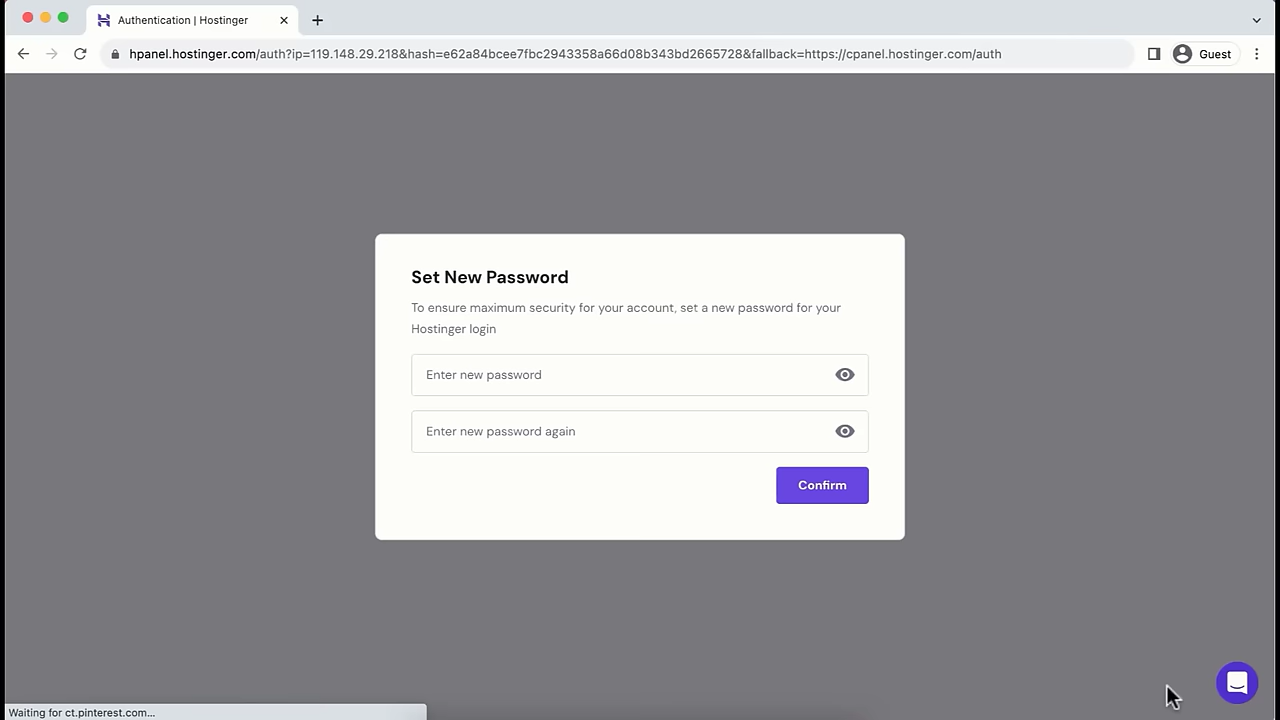 Authentication | Hostinger
hpanel.hostinger.com/auth?ip=119.148.29.218&hash=e62a84bcee7fbc2943358a66d08b343bd2665728&fallback=https://cpanel.hostinger.com/auth
Guest
Set New Password
To ensure maximum security for your account, set a new password for your
Hostinger login
Enter new password
Enter new password again
Confirm
Waiting for ct.pinterest.com...